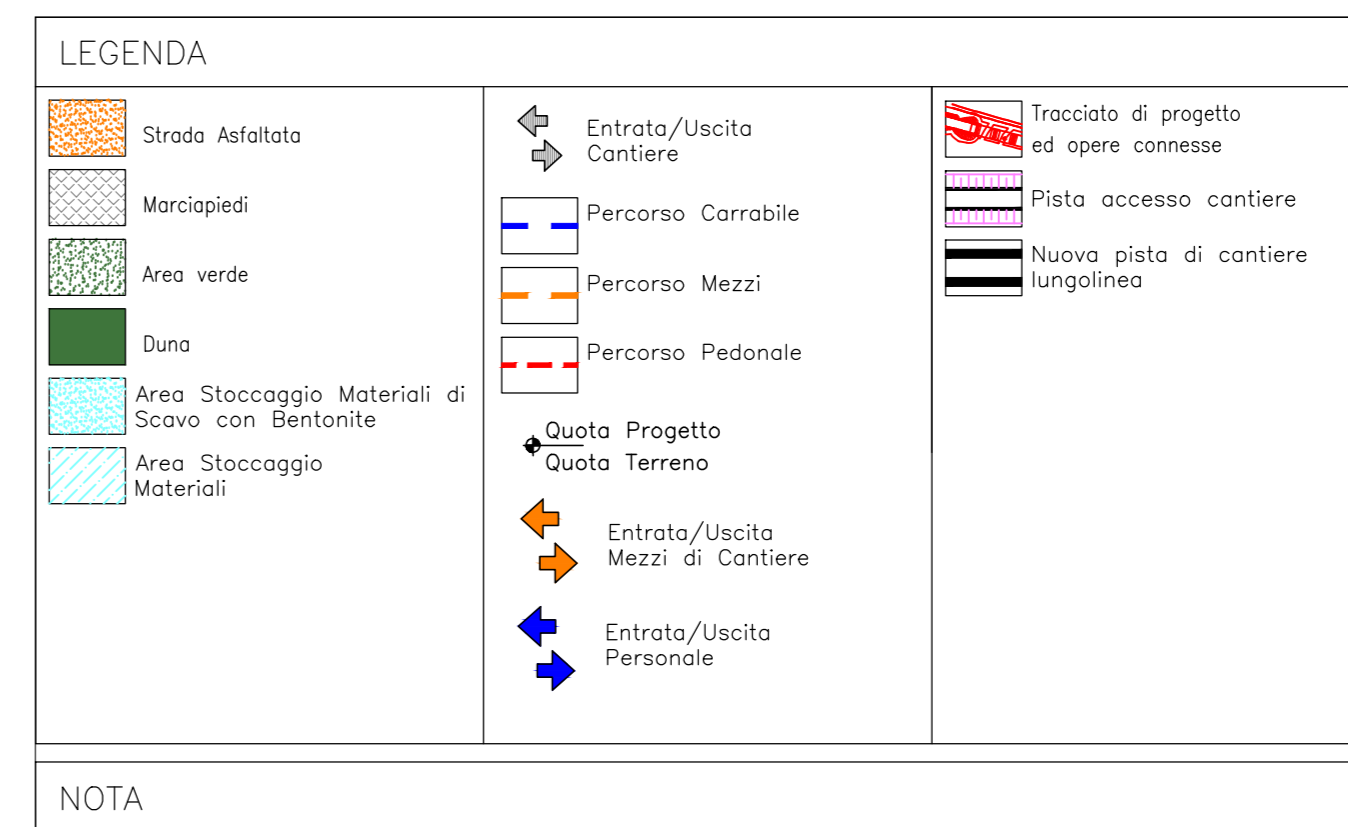 LEGENDA
Strada Asfaltata
Marciapiedi
Area verde
Duna
Area Stoccaggio Materiali di
Scavo con Bentonite
Area Stoccaggio
Materiali
Entrata/Uscita
Cantiere
Percorso Carrabile
Percorso Mezzi
Percorso Pedonale
Quota Progetto
Quota Terreno
Entrata/Uscita
Mezzi di Cantiere
Entrata/Uscita
Personale
Tracciato di progetto
ed opere connesse
Pista accesso cantiere
Nuova pista di cantiere
lungolinea
NOTA